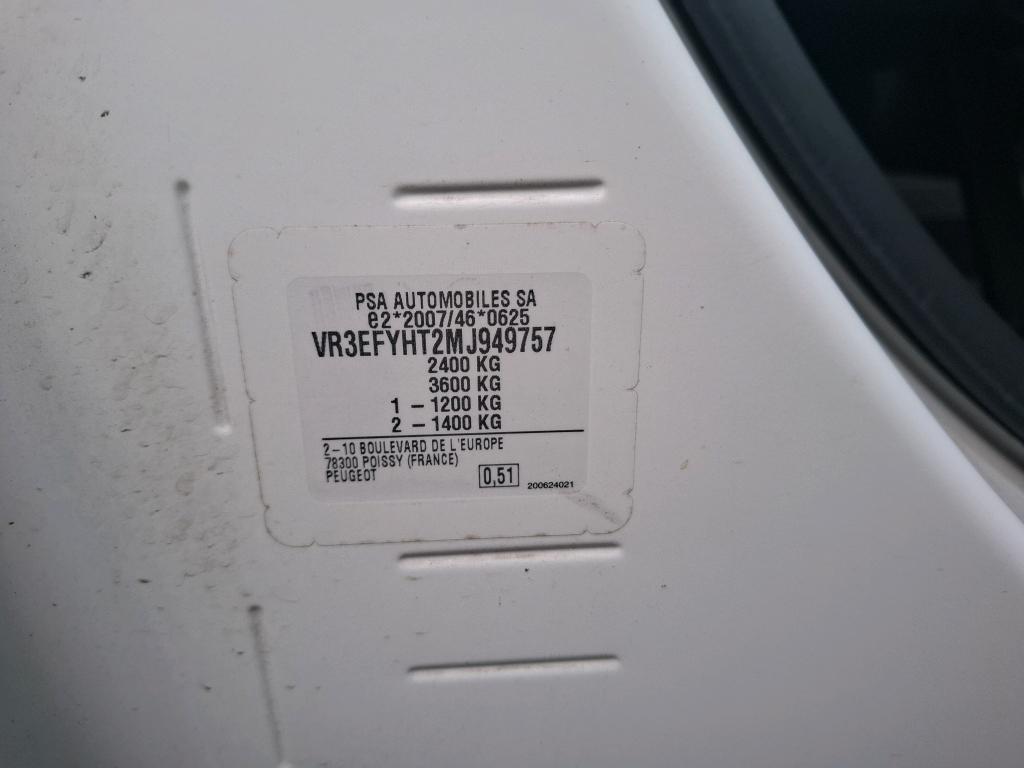 PSA AUTOMOBILES SA
e2*2007/46*0625
VR3EFYHT2MJ949757
2400 KG
3600 KG
1 – 1200 KG
2 – 1400 KG
2–10 BOULEVARD DE L'EUROPE
78300 POISSY (FRANCE)
PEUGEOT
0,51
200624021